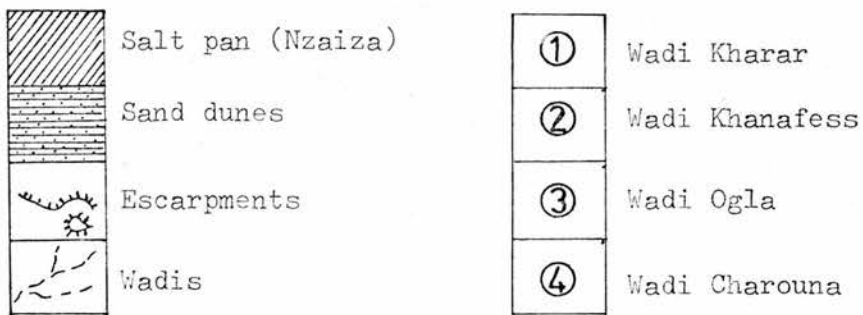 Salt pan (Nzaiza)
Sand dunes
Escarpments
Wadis
① Wadi Kharar
② Wadi Khanafess
③ Wadi Ogla
④ Wadi Charouna